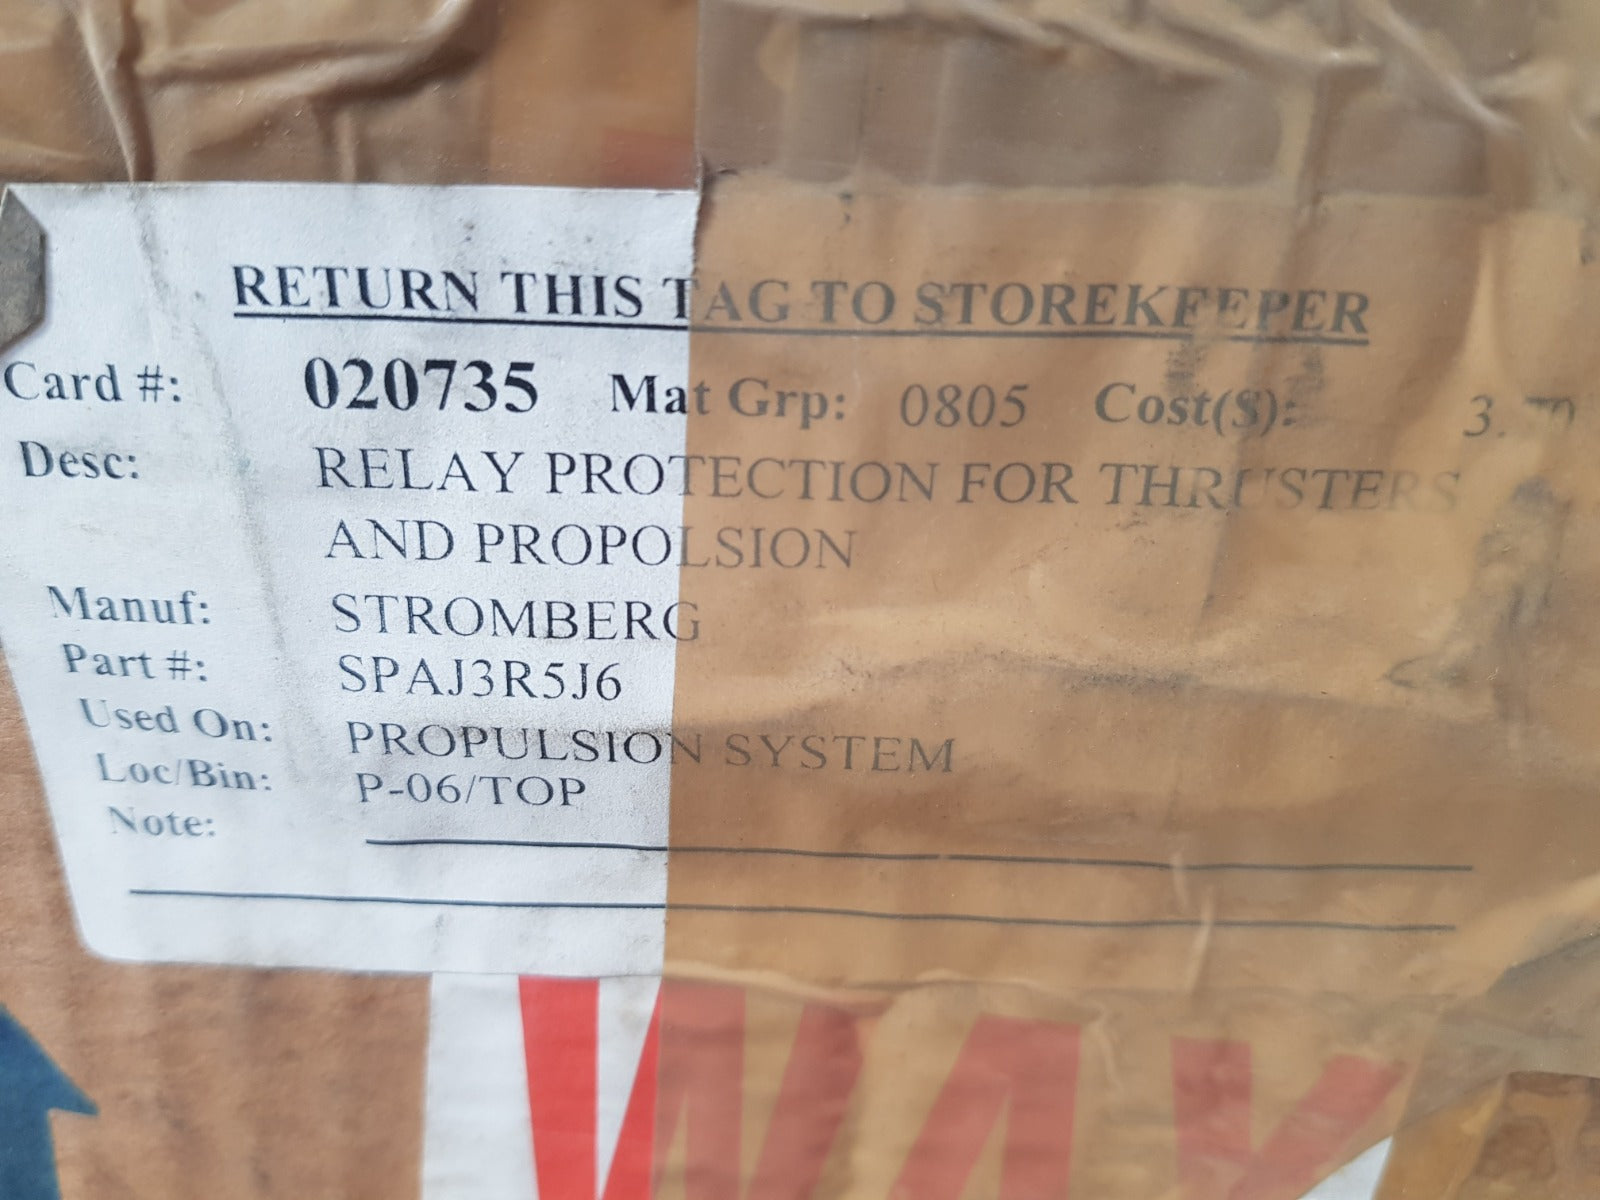 RETURN THIS TAG TO STOREKEEPER
Card #: 020735 Mat Grp: 0805 Cost($):
Desc: RELAY PROTECTION FOR THRUSTERS
AND PROPOLSION
Manuf: STROMBERG
Part #: SPAJ3R5J6
Used On: PROPULSION SYSTEM
Loc/Bin: P-06/TOP
Note:
WAY